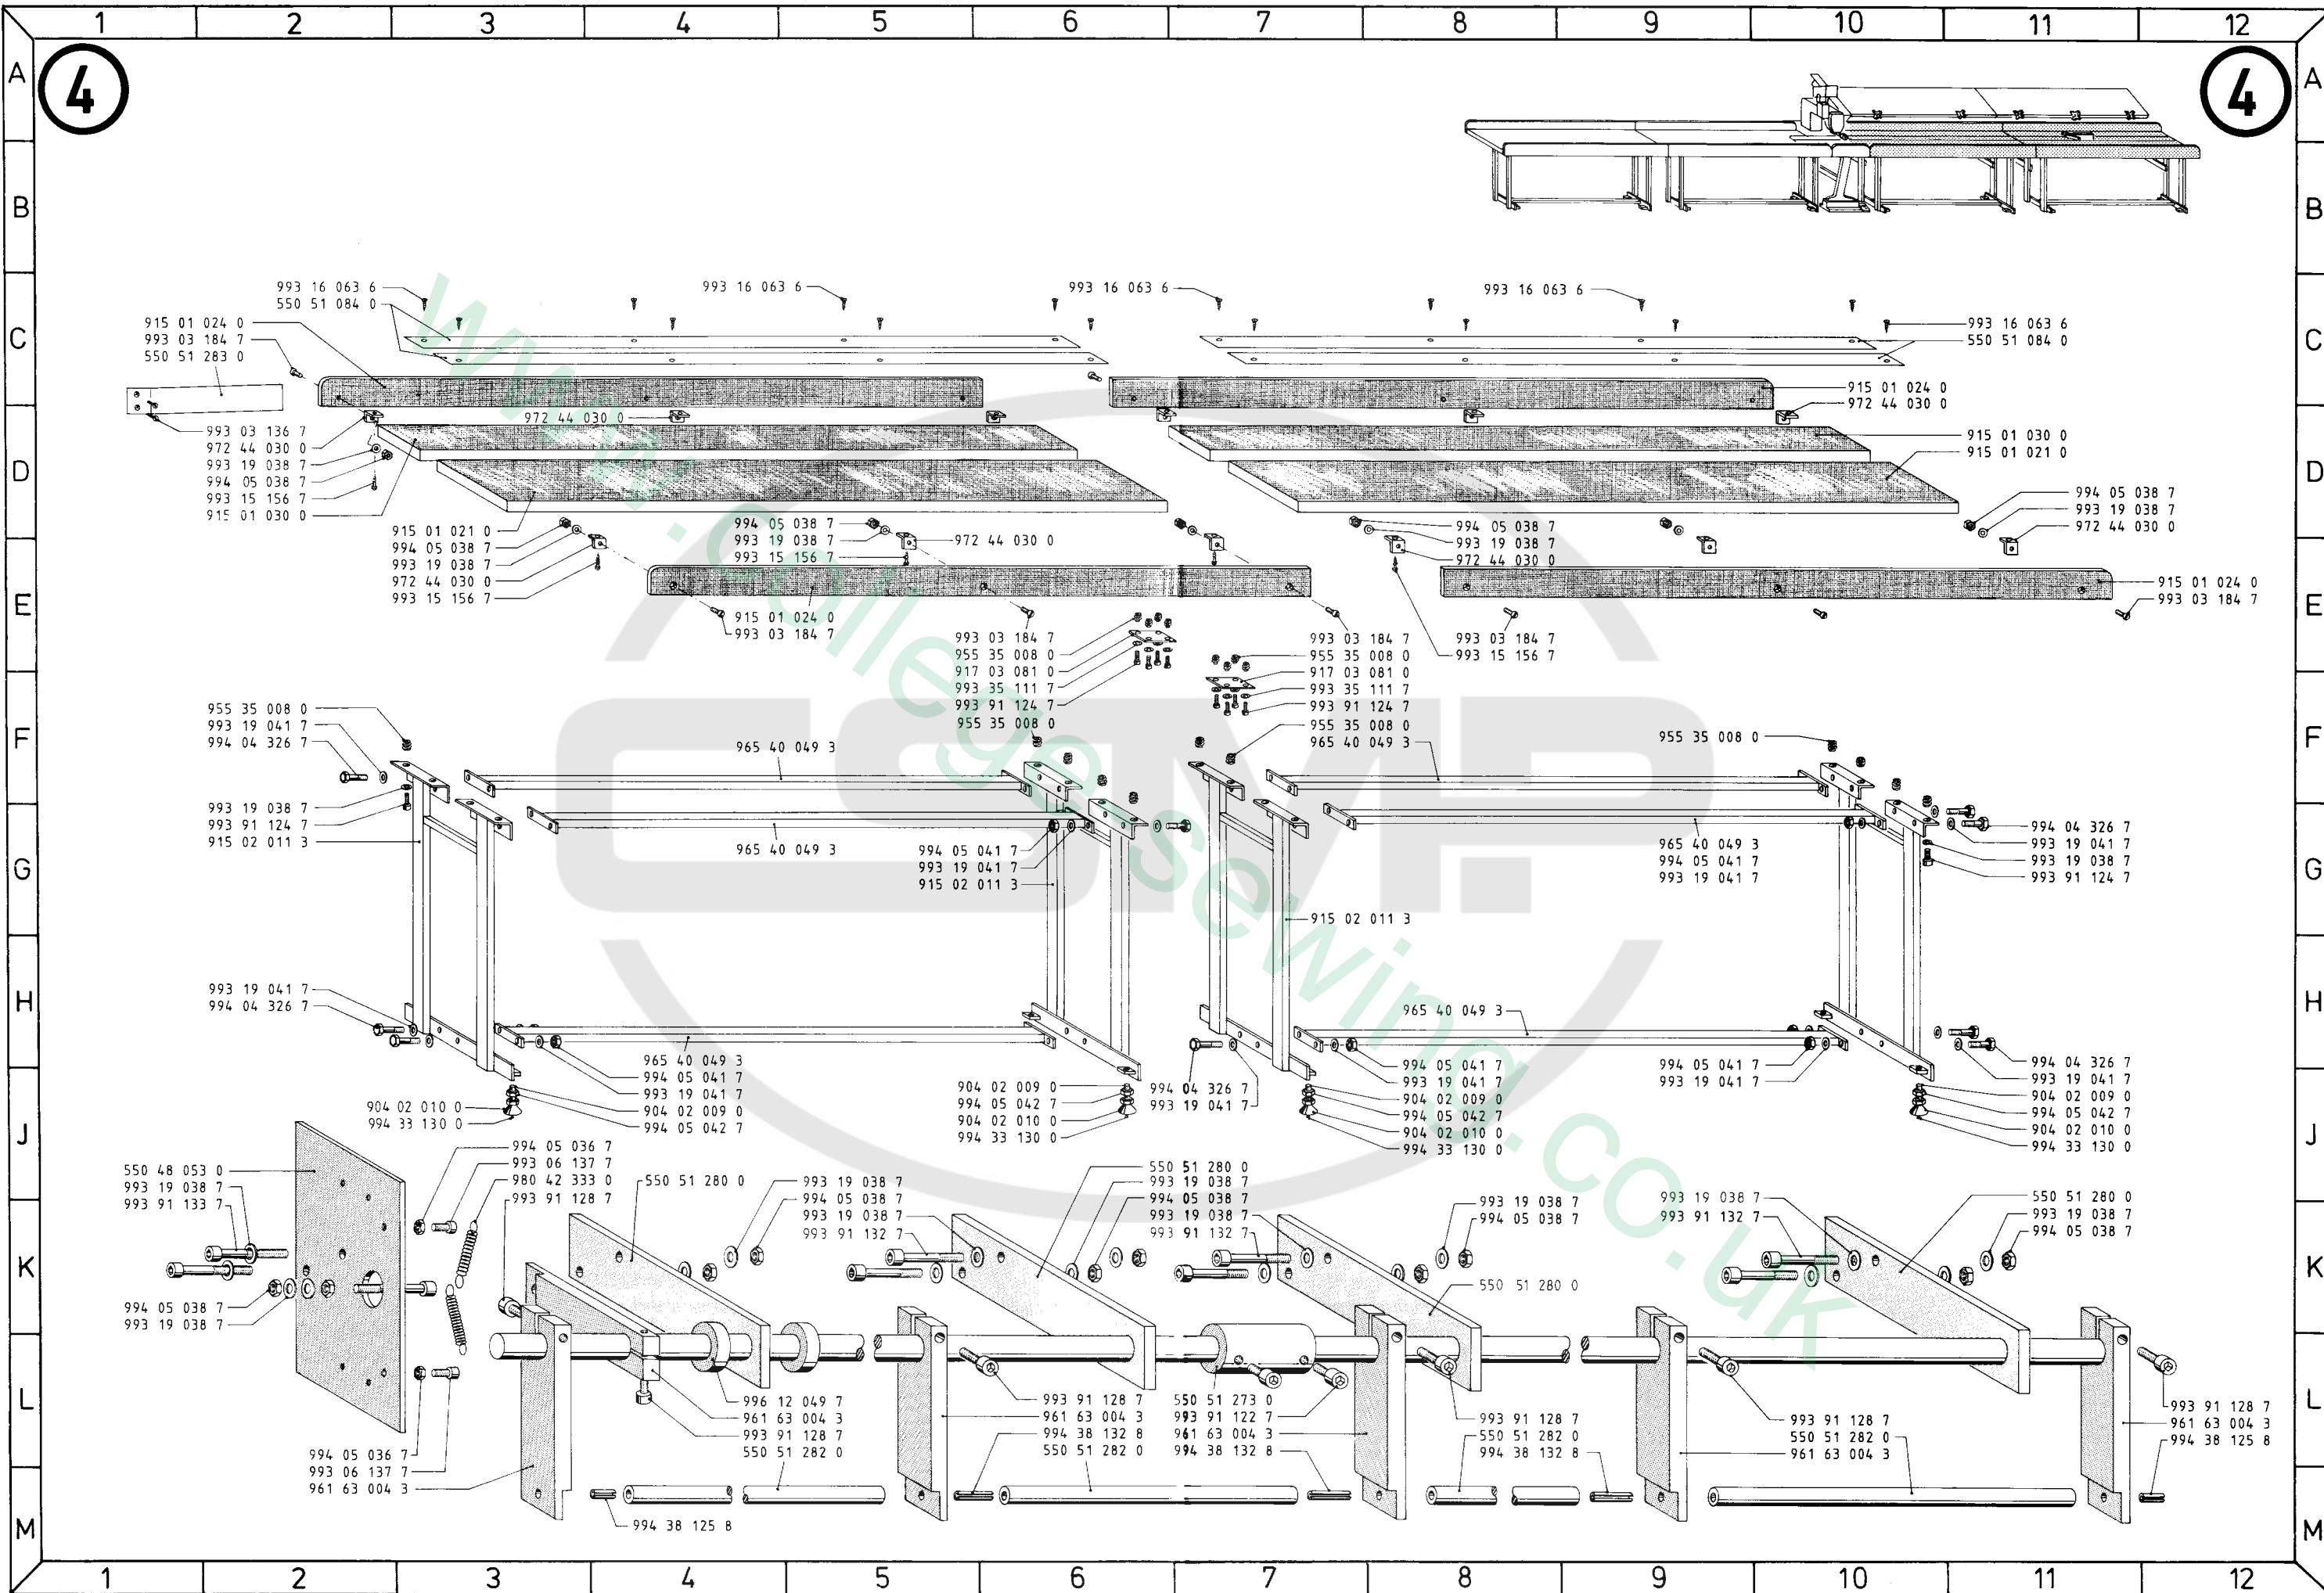 1 2 3 4 5 6 7 8 9 10 11 12
A
A
4
4
B
B
993 16 063 6
550 51 084 0
993 16 063 6
993 16 063 6
993 16 063 6
993 16 063 6
550 51 084 0
C
C
915 01 024 0
993 03 184 7
550 51 283 0
915 01 024 0
972 44 030 0
972 44 030 0
993 03 136 7
972 44 030 0
993 19 038 7
994 05 038 7
993 15 156 7
915 01 030 0
915 01 030 0
915 01 021 0
D
D
994 05 038 7
993 19 038 7
972 44 030 0
915 01 021 0
994 05 038 7
993 19 038 7
972 44 030 0
993 15 156 7
994 05 038 7
993 19 038 7
993 15 156 7
972 44 030 0
994 05 038 7
993 19 038 7
972 44 030 0
915 01 024 0
993 03 184 7
E
E
915 01 024 0
993 03 184 7
993 03 184 7
955 35 008 0
917 03 081 0
993 35 111 7
993 91 124 7
955 35 008 0
993 03 184 7
955 35 008 0
917 03 081 0
993 35 111 7
993 91 124 7
955 35 008 0
965 40 049 3
993 03 184 7
993 15 156 7
955 35 008 0
993 19 041 7
994 04 326 7
965 40 049 3
955 35 008 0
F
F
993 19 038 7
993 91 124 7
915 02 011 3
965 40 049 3
994 05 041 7
993 19 041 7
915 02 011 3
965 40 049 3
994 05 041 7
993 19 041 7
994 04 326 7
993 19 041 7
993 19 038 7
993 91 124 7
G
G
915 02 011 3
993 19 041 7
994 04 326 7
965 40 049 3
H
H
965 40 049 3
994 05 041 7
993 19 041 7
904 02 009 0
994 05 042 7
904 02 010 0
994 33 130 0
904 02 009 0
994 05 042 7
904 02 010 0
994 33 130 0
994 04 326 7
993 19 041 7
994 05 041 7
993 19 041 7
904 02 009 0
994 05 042 7
904 02 010 0
994 33 130 0
994 05 041 7
993 19 041 7
994 04 326 7
993 19 041 7
904 02 009 0
994 05 042 7
904 02 010 0
994 33 130 0
J
J
550 48 053 0
993 19 038 7
993 91 133 7
994 05 036 7
993 06 137 7
980 42 333 0
993 91 128 7
550 51 280 0
993 19 038 7
994 05 038 7
993 19 038 7
993 91 132 7
550 51 280 0
993 19 038 7
994 05 038 7
993 19 038 7
993 91 132 7
993 19 038 7
994 05 038 7
993 19 038 7
993 91 132 7
550 51 280 0
993 19 038 7
994 05 038 7
K
K
994 05 038 7
993 19 038 7
550 51 280 0
L
L
994 05 036 7
993 06 137 7
961 63 004 3
996 12 049 7
961 63 004 3
993 91 128 7
550 51 282 0
993 91 128 7
961 63 004 3
994 38 132 8
550 51 282 0
550 51 273 0
993 91 122 7
961 63 004 3
994 38 132 8
993 91 128 7
550 51 282 0
994 38 132 8
993 91 128 7
550 51 282 0
961 63 004 3
993 91 128 7
961 63 004 3
994 38 125 8
994 38 125 8
M
M
1 2 3 4 5 6 7 8 9 10 11 12
CSMP
www.collegesewing.co.uk